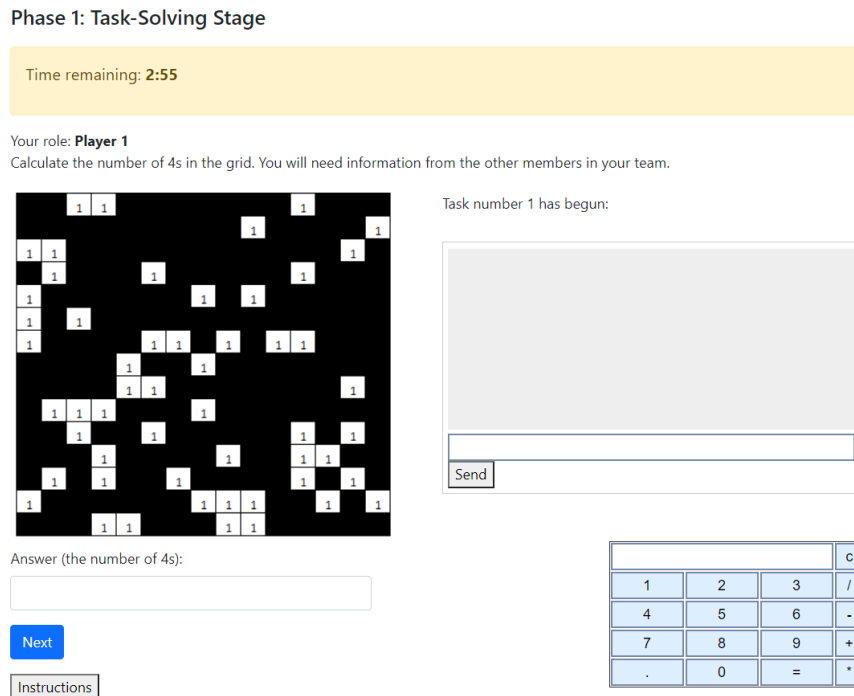 Phase 1: Task-Solving Stage
Time remaining: 2:55
Your role: Player 1
Calculate the number of 4s in the grid. You will need information from the other members in your team.
Task number 1 has begun:
1 1 1
1 1
1 1 1
1 1 1
1 1 1
1 1
1 1 1 1 1 1
1 1
1 1 1
1 1 1 1
1 1 1 1
1 1 1 1
1 1 1 1 1
1 1 1 1 1 1
1 1 1 1
Send
Answer (the number of 4s):
Next
Instructions
c
1 2 3 /
4 5 6 -
7 8 9 +
. 0 = *